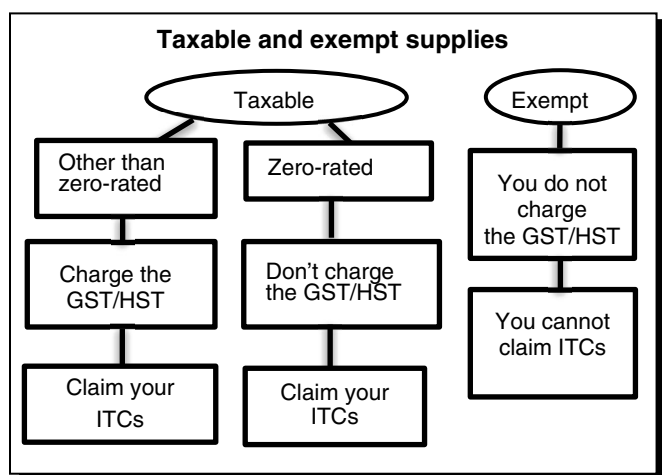 Taxable and exempt supplies
Taxable
Other than
zero-rated
Charge the
GST/HST
Claim your
ITCs
Zero-rated
Don't charge
the GST/HST
Claim your
ITCs
Exempt
You do not
charge
the GST/HST
You cannot
claim ITCs